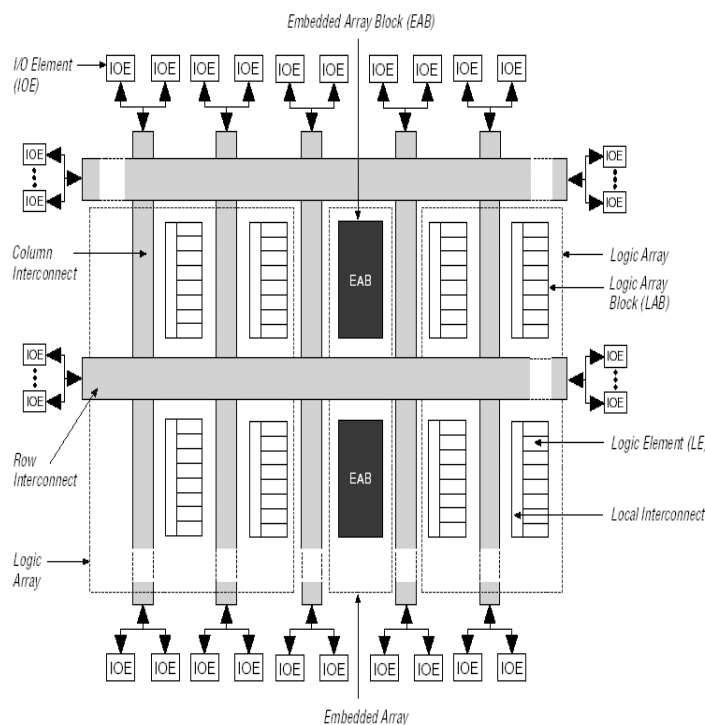 Embedded Array Block (EAB)
I/O Element
(IOE)
IOE IOE IOE IOE IOE IOE IOE IOE IOE IOE
IOE IOE
IOE IOE
Column
Interconnect
EAB
Logic Array
Logic Array
Block (LAB)
IOE IOE
IOE IOE
Row
Interconnect
EAB
Logic Element (LE
Local Interconnect
Logic
Array
IOE IOE IOE IOE IOE IOE IOE IOE IOE IOE
Embedded Array